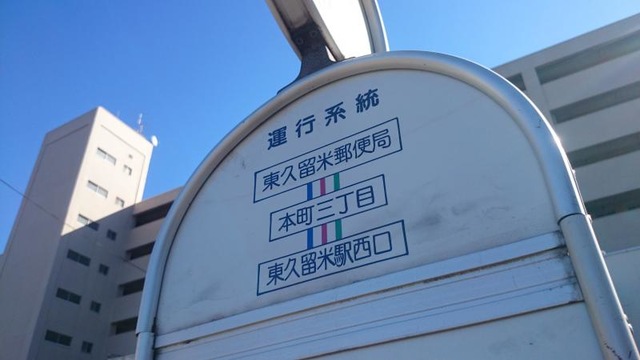 運行系統
東久留米郵便局
本町三丁目
東久留米駅西口